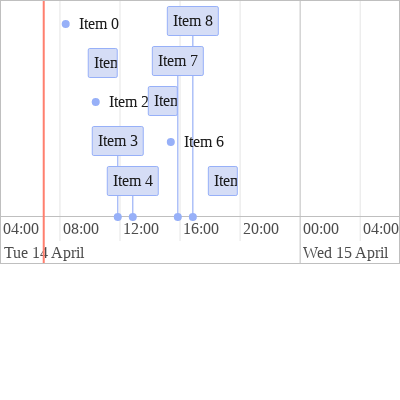 Item 0
Item 8
Item 7
Item 2
Item 3
Item 6
Item 4
04:00 08:00 12:00 16:00 20:00 00:00 04:00
Tue 14 April Wed 15 April